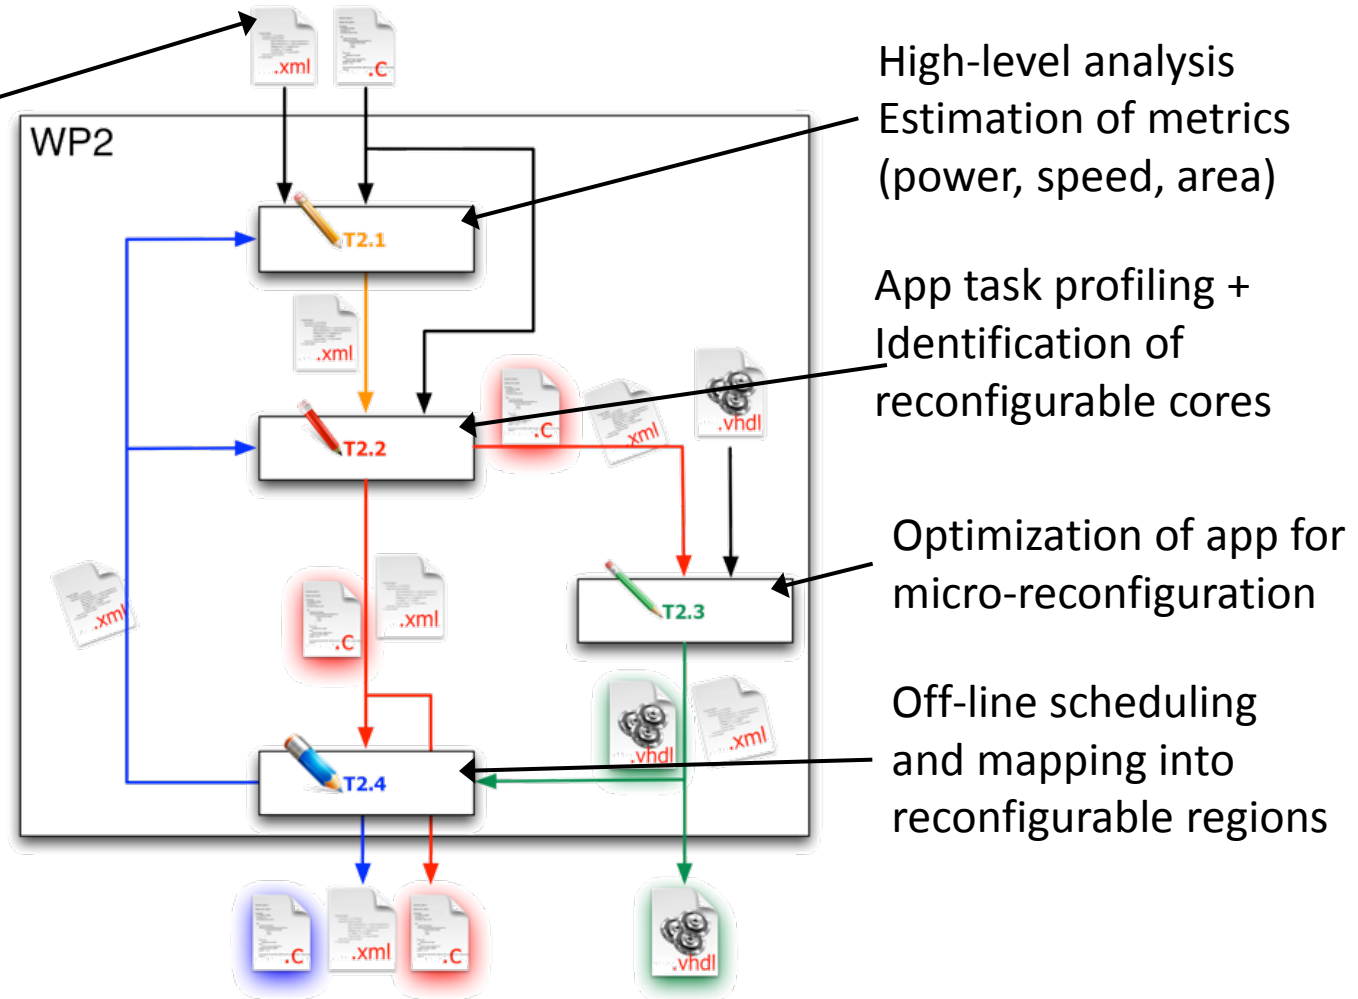 .xml
.C
High-level analysis
Estimation of metrics
(power, speed, area)
WP2
T2.1
.xml
App task profiling +
Identification of
reconfigurable cores
.C
.xml
.vhdl
T2.2
Optimization of app for
micro-reconfiguration
.xml
.C
.xml
T2.3
Off-line scheduling
and mapping into
reconfigurable regions
.vhdl
.xml
T2.4
.C
.xml
.C
.vhdl